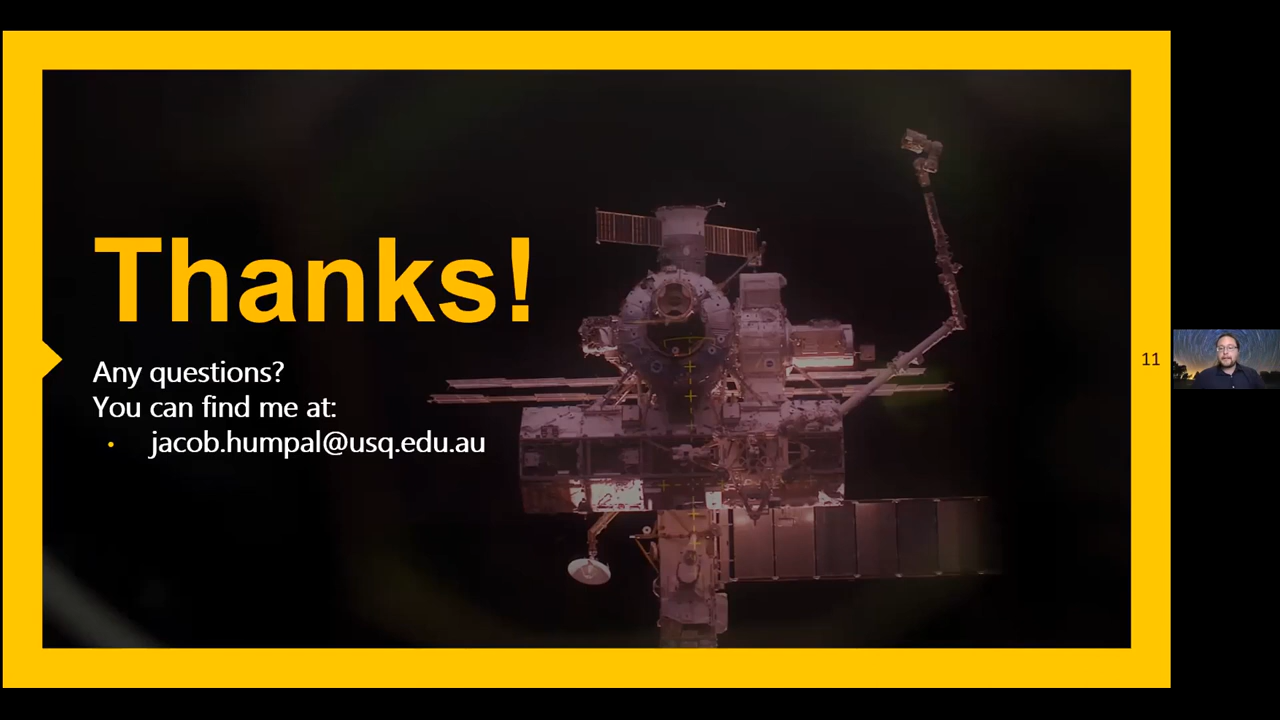 Thanks!
Any questions?
You can find me at:
• jacob.humpal@usq.edu.au
11